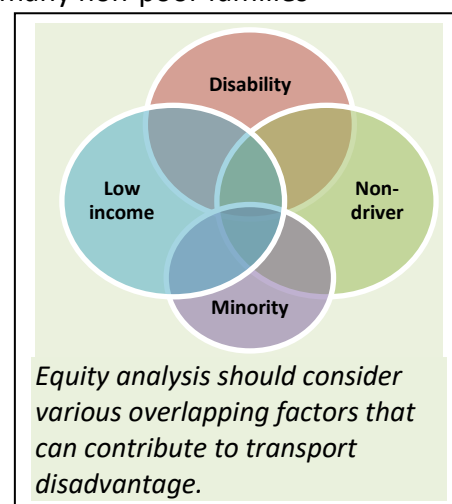 many non-poor families
Disability
Low
income
Non-
driver
Minority
Equity analysis should consider
various overlapping factors that
can contribute to transport
disadvantage.